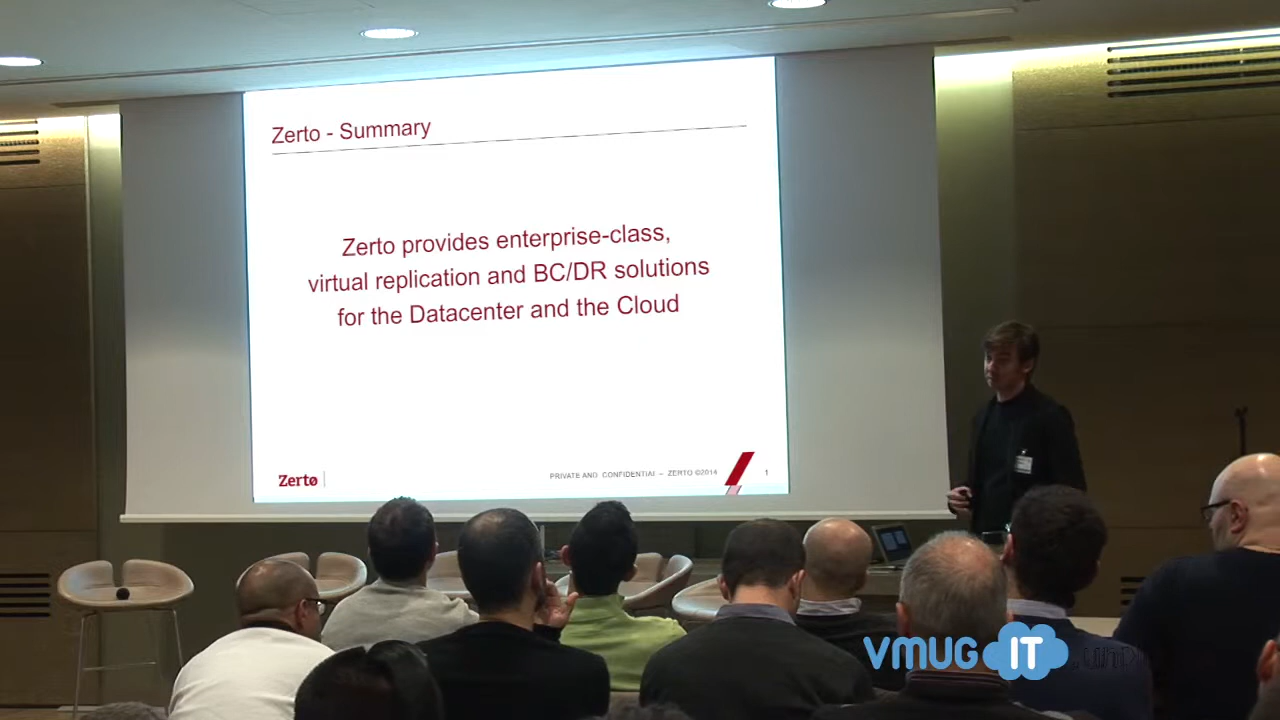 Zerto - Summary
Zerto provides enterprise-class,
virtual replication and BC/DR solutions
for the Datacenter and the Cloud
Zertø
PRIVATE AND CONFIDENTIAL – ZERTO ©2014
1
VMUG IT